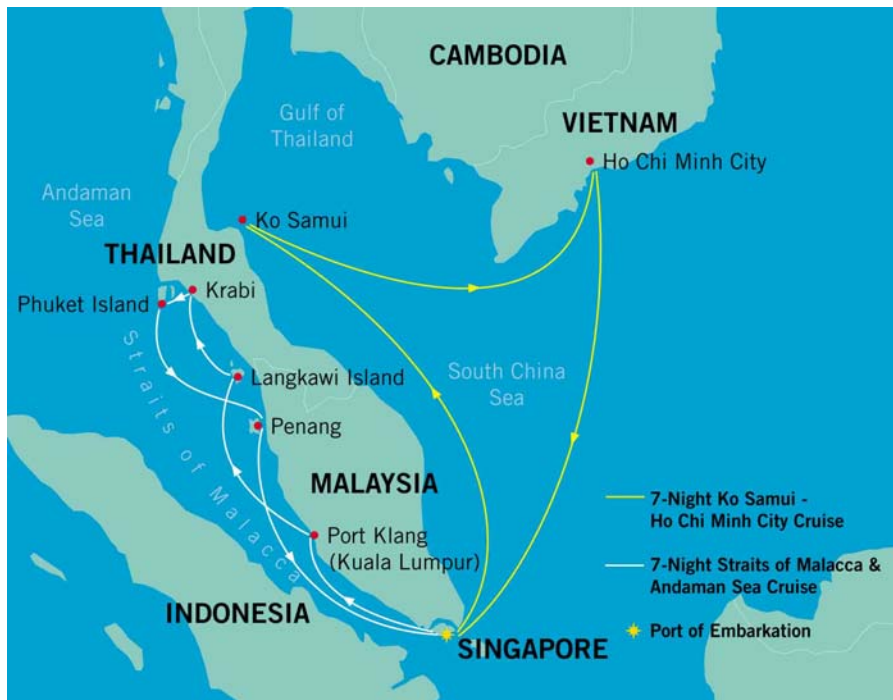 CAMBODIA
Gulf of
Thailand
VIETNAM
Ho Chi Minh City
Andaman
Sea
Ko Samui
THAILAND
Krabi
Phuket Island
Straits of Malacca
Langkawi Island
South China
Sea
Penang
MALAYSIA
Port Klang
(Kuala Lumpur)
INDONESIA
SINGAPORE
7-Night Ko Samui -
Ho Chi Minh City Cruise
7-Night Straits of Malacca &
Andaman Sea Cruise
Port of Embarkation